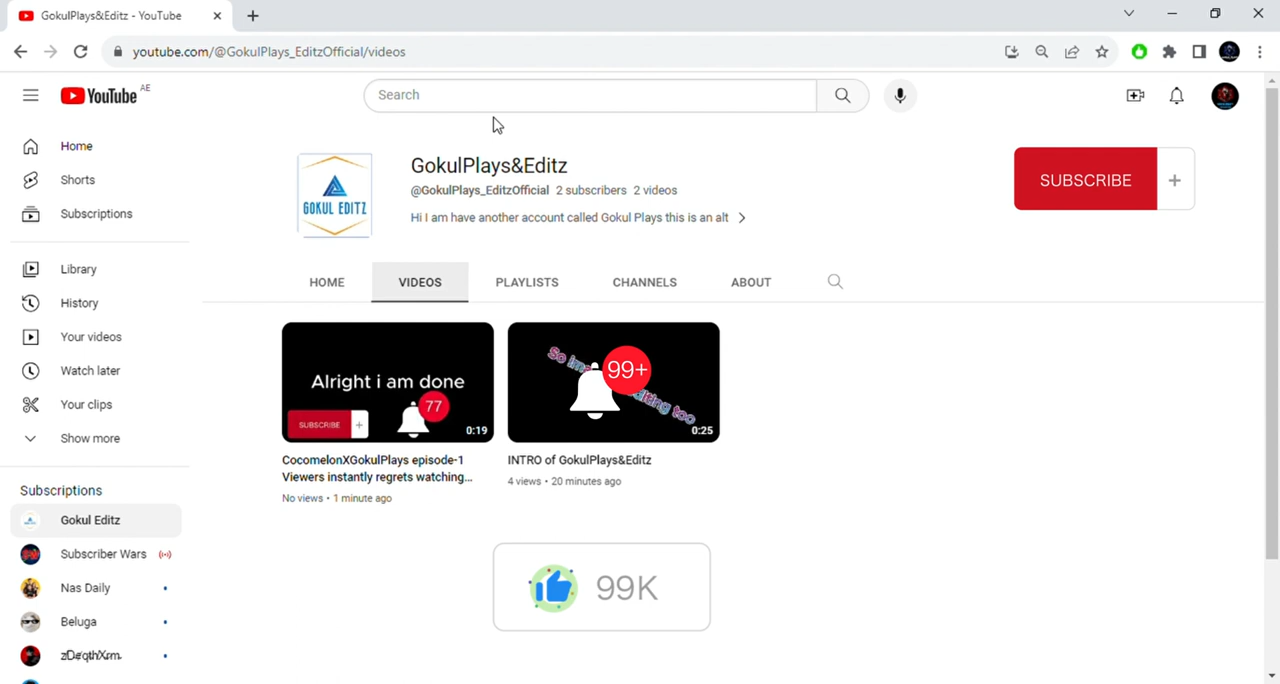 GokulPlays&Editz - YouTube
youtube.com/@GokulPlays_EditzOfficial/videos
YouTube AE
Search
Home
Shorts
Subscriptions
Library
History
Your videos
Watch later
Your clips
Show more
Subscriptions
Gokul Editz
Subscriber Wars
Nas Daily
Beluga
GOKUL EDITZ
GokulPlays&Editz
@GokulPlays_EditzOfficial 2 subscribers 2 videos
Hi I am have another account called Gokul Plays this is an alt
SUBSCRIBE +
HOME VIDEOS PLAYLISTS CHANNELS ABOUT
Alright i am done
SUBSCRIBE +
77
0:19
CocomelonXGokulPlays episode-1
Viewers instantly regrets watching...
No views • 1 minute ago
So
too
99+
0:25
INTRO of GokulPlays&Editz
4 views • 20 minutes ago
99K